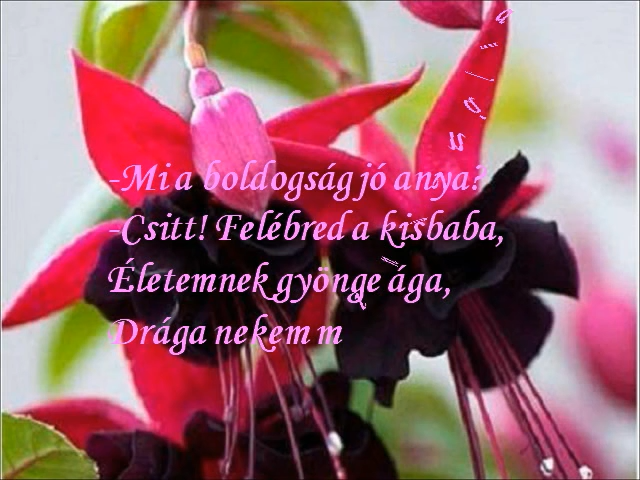 -Mi a boldogság jó anya?
-Csitt! Felébred a kisbaba,
Életemnek gyönge ága,
Drága nekem m